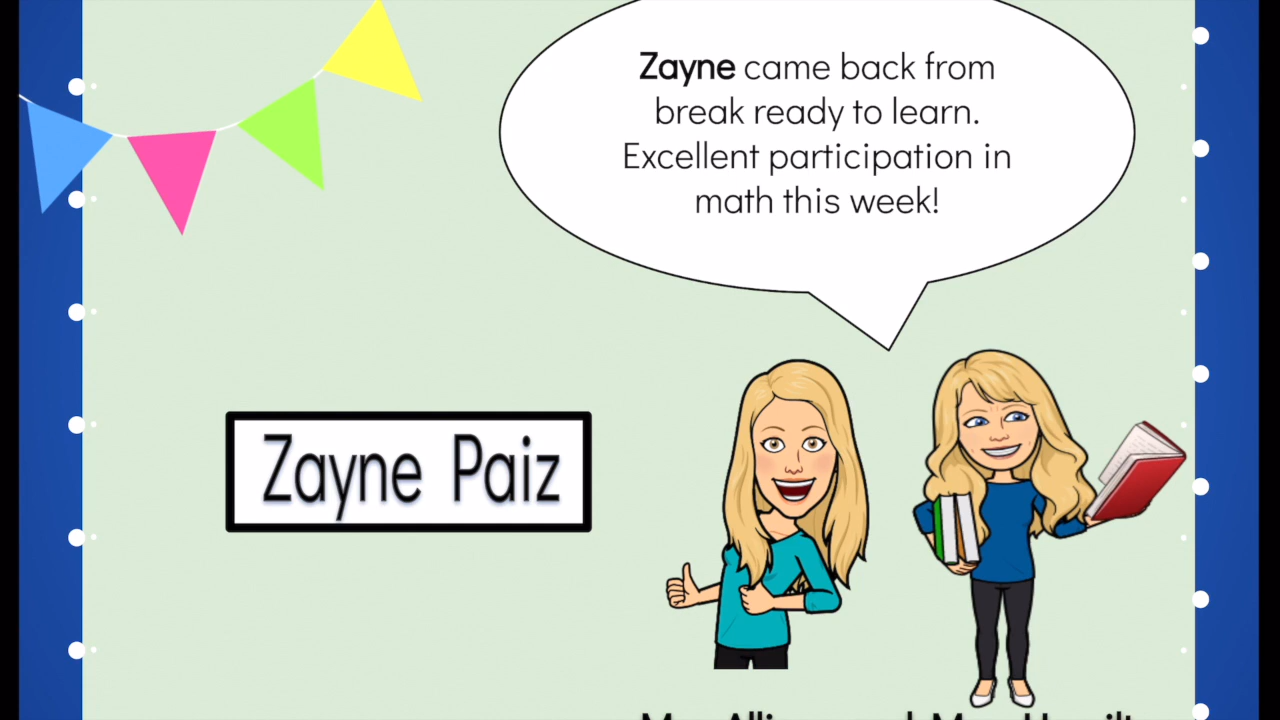 Zayne came back from
break ready to learn.
Excellent participation in
math this week!
Zayne Paiz